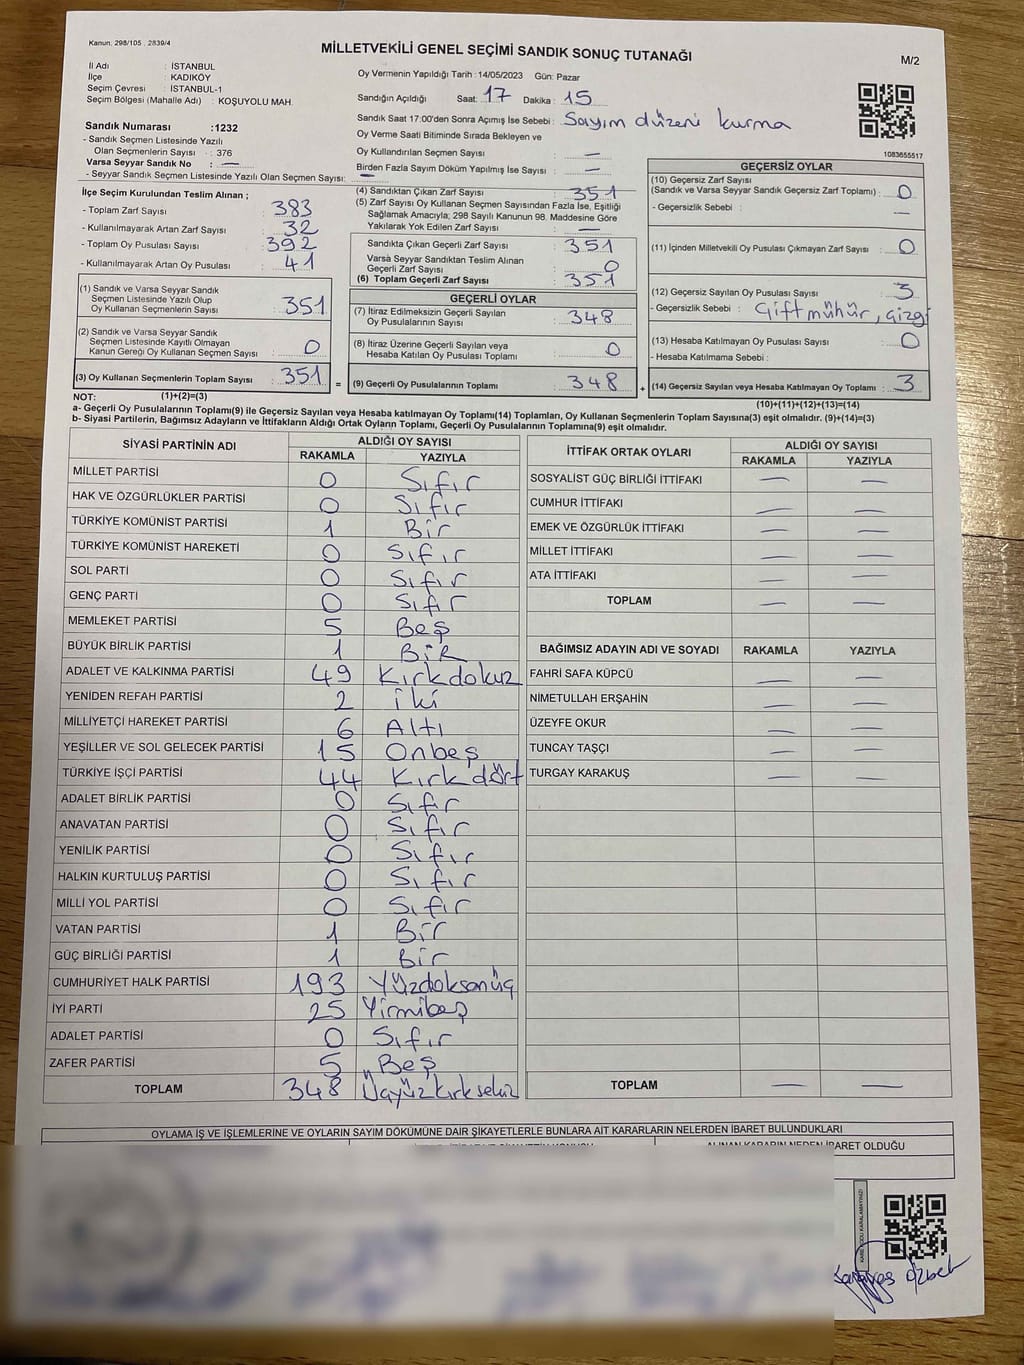 Kanun: 298/105 , 2839/4
MİLLETVEKİLİ GENEL SEÇİMİ SANDIK SONUÇ TUTANAĞI
M/2
İl Adı : İSTANBUL
İlçe : KADIKÖY
Seçim Çevresi : İSTANBUL-1
Seçim Bölgesi (Mahalle Adı) : KOŞUYOLU MAH.
Oy Vermenin Yapıldığı Tarih : 14/05/2023 Gün: Pazar
Sandığın Açıldığı Saat: 17 Dakika : 15
Sandık Saat 17:00'den Sonra Açımış İse Sebebi : Sayım düzeni kurma
Oy Verme Saati Bitiminde Sırada Bekleyen ve
Oy Kullandırılan Seçmen Sayısı : —
Birden Fazla Sayım Döküm Yapılmış İse Sayısı : —
1083655517
Sandık Numarası :1232
- Sandık Seçmen Listesinde Yazılı
Olan Seçmenlerin Sayısı : 376
Varsa Seyyar Sandık No : —
- Seyyar Sandık Seçmen Listesinde Yazılı Olan Seçmen Sayısı: —
İlçe Seçim Kurulundan Teslim Alınan ;
- Toplam Zarf Sayısı : 383
- Kullanılmayarak Artan Zarf Sayısı : 32
- Toplam Oy Pusulası Sayısı : 392
- Kullanılmayarak Artan Oy Pusulası : 41
(1) Sandık ve Varsa Seyyar Sandık
Seçmen Listesinde Yazılı Olup
Oy Kullanan Seçmenlerin Sayısı : 351
(2) Sandık ve Varsa Seyyar Sandık
Seçmen Listesinde Kayıtlı Olmayan
Kanun Gereği Oy Kullanan Seçmen Sayısı : 0
(3) Oy Kullanan Seçmenlerin Toplam Sayısı : 351 =
(4) Sandıktan Çıkan Zarf Sayısı : 351
(5) Zarf Sayısı Oy Kullanan Seçmen Sayısından Fazla İse, Eşitliği
Sağlamak Amacıyla; 298 Sayılı Kanunun 98. Maddesine Göre
Yakılarak Yok Edilen Zarf Sayısı : —
Sandıkta Çıkan Geçerli Zarf Sayısı : 351
Varsa Seyyar Sandıktan Teslim Alınan
Geçerli Zarf Sayısı : 0
(6) Toplam Geçerli Zarf Sayısı : 351
GEÇERLİ OYLAR
(7) İtiraz Edilmeksizin Geçerli Sayılan
Oy Pusulalarının Sayısı : 348
(8) İtiraz Üzerine Geçerli Sayılan veya
Hesaba Katılan Oy Pusulası Toplamı : 0
(9) Geçerli Oy Pusulalarının Toplamı : 348 +
GEÇERSİZ OYLAR
(10) Geçersiz Zarf Sayısı
(Sandık ve Varsa Seyyar Sandık Geçersiz Zarf Toplamı) : 0
- Geçersizlik Sebebi : —
(11) İçinden Milletvekili Oy Pusulası Çıkmayan Zarf Sayısı : 0
(12) Geçersiz Sayılan Oy Pusulası Sayısı : 3
- Geçersizlik Sebebi : Çift mühür, çizgi
(13) Hesaba Katılmayan Oy Pusulası Sayısı : 0
- Hesaba Katılmama Sebebi :
(14) Geçersiz Sayılan veya Hesaba Katılmayan Oy Toplamı : 3
NOT: (1)+(2)=(3) (10)+(11)+(12)+(13)=(14)
a- Geçerli Oy Pusulalarının Toplamı(9) ile Geçersiz Sayılan veya Hesaba katılmayan Oy Toplamı(14) Toplamları, Oy Kullanan Seçmenlerin Toplam Sayısına(3) eşit olmalıdır. (9)+(14)=(3)
b- Siyasi Partilerin, Bağımsız Adayların ve İttifakların Aldığı Ortak Oyların Toplamı, Geçerli Oy Pusulalarının Toplamına(9) eşit olmalıdır.
SİYASİ PARTİNİN ADI ALDIĞI OY SAYISI
RAKAMLA YAZIYLA
MİLLET PARTİSİ 0 Sıfır
HAK VE ÖZGÜRLÜKLER PARTİSİ 0 Sıfır
TÜRKİYE KOMÜNİST PARTİSİ 1 Bir
TÜRKİYE KOMÜNİST HAREKETİ 0 Sıfır
SOL PARTİ 0 Sıfır
GENÇ PARTİ 0 Sıfır
MEMLEKET PARTİSİ 5 Beş
BÜYÜK BİRLİK PARTİSİ 1 BİR
ADALET VE KALKINMA PARTİSİ 49 Kırkdokuz
YENİDEN REFAH PARTİSİ 2 iki
MİLLİYETÇİ HAREKET PARTİSİ 6 Altı
YEŞİLLER VE SOL GELECEK PARTİSİ 15 Onbeş
TÜRKİYE İŞÇİ PARTİSİ 44 Kırkdört
ADALET BİRLİK PARTİSİ 0 Sıfır
ANAVATAN PARTİSİ 0 Sıfır
YENİLİK PARTİSİ 0 Sıfır
HALKIN KURTULUŞ PARTİSİ 0 Sıfır
MİLLİ YOL PARTİSİ 0 Sıfır
VATAN PARTİSİ 1 Bir
GÜÇ BİRLİĞİ PARTİSİ 1 Bir
CUMHURİYET HALK PARTİSİ 193 Yüzdoksanüç
İYİ PARTİ 25 Yirmibeş
ADALET PARTİSİ 0 Sıfır
ZAFER PARTİSİ 5 Beş
TOPLAM 348 Üçyüzkırksekiz
İTTİFAK ORTAK OYLARI ALDIĞI OY SAYISI
RAKAMLA YAZIYLA
SOSYALİST GÜÇ BİRLİĞİ İTTİFAKI — —
CUMHUR İTTİFAKI — —
EMEK VE ÖZGÜRLÜK İTTİFAKI — —
MİLLET İTTİFAKI — —
ATA İTTİFAKI — —
TOPLAM — —
BAĞIMSIZ ADAYIN ADI VE SOYADI RAKAMLA YAZIYLA
FAHRİ SAFA KÜPCÜ — —
NİMETULLAH ERŞAHİN — —
ÜZEYFE OKUR — —
TUNCAY TAŞÇI — —
TURGAY KARAKUŞ — —
TOPLAM — —
OYLAMA İŞ VE İŞLEMLERİNE VE OYLARIN SAYIM DÖKÜMÜNE DAİR ŞİKAYETLERLE BUNLARA AİT KARARLARIN NELERDEN İBARET BULUNDUKLARI
ALINAN KARARIN NEDEN İBARET OLDUĞU